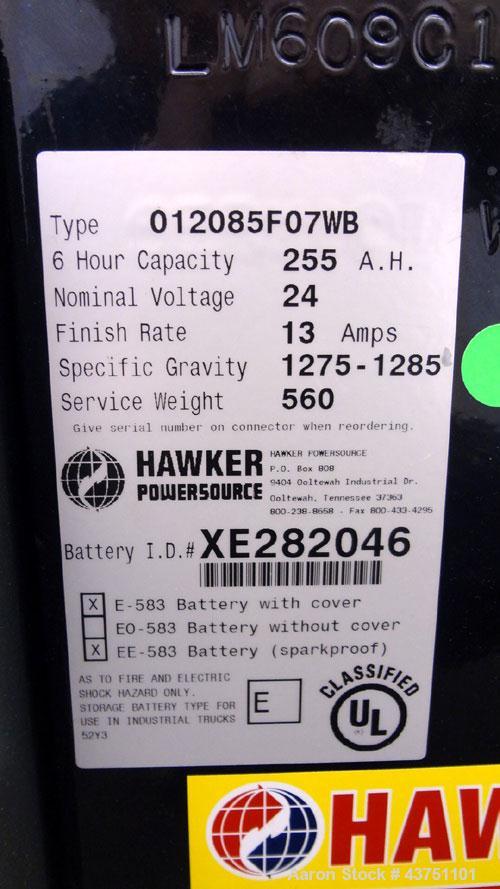 LM609C1
Type 012085F07WB
6 Hour Capacity 255 A.H.
Nominal Voltage 24
Finish Rate 13 Amps
Specific Gravity 1275-1285
Service Weight 560
Give serial number on connector when reordering.
HAWKER
POWERSOURCE
HAWKER POWERSOURCE
P.O. Box 808
9404 Ooltewah Industrial Dr.
Ooltewah, Tennessee 37363
800-238-8658 - Fax 800-433-4295
Battery I.D.# XE282046
X E-583 Battery with cover
EO-583 Battery without cover
X EE-583 Battery (sparkproof)
AS TO FIRE AND ELECTRIC
SHOCK HAZARD ONLY.
STORAGE BATTERY TYPE FOR
USE IN INDUSTRIAL TRUCKS
52Y3
E
CLASSIFIED
UL
HAW
Aaron Stock # 43751101